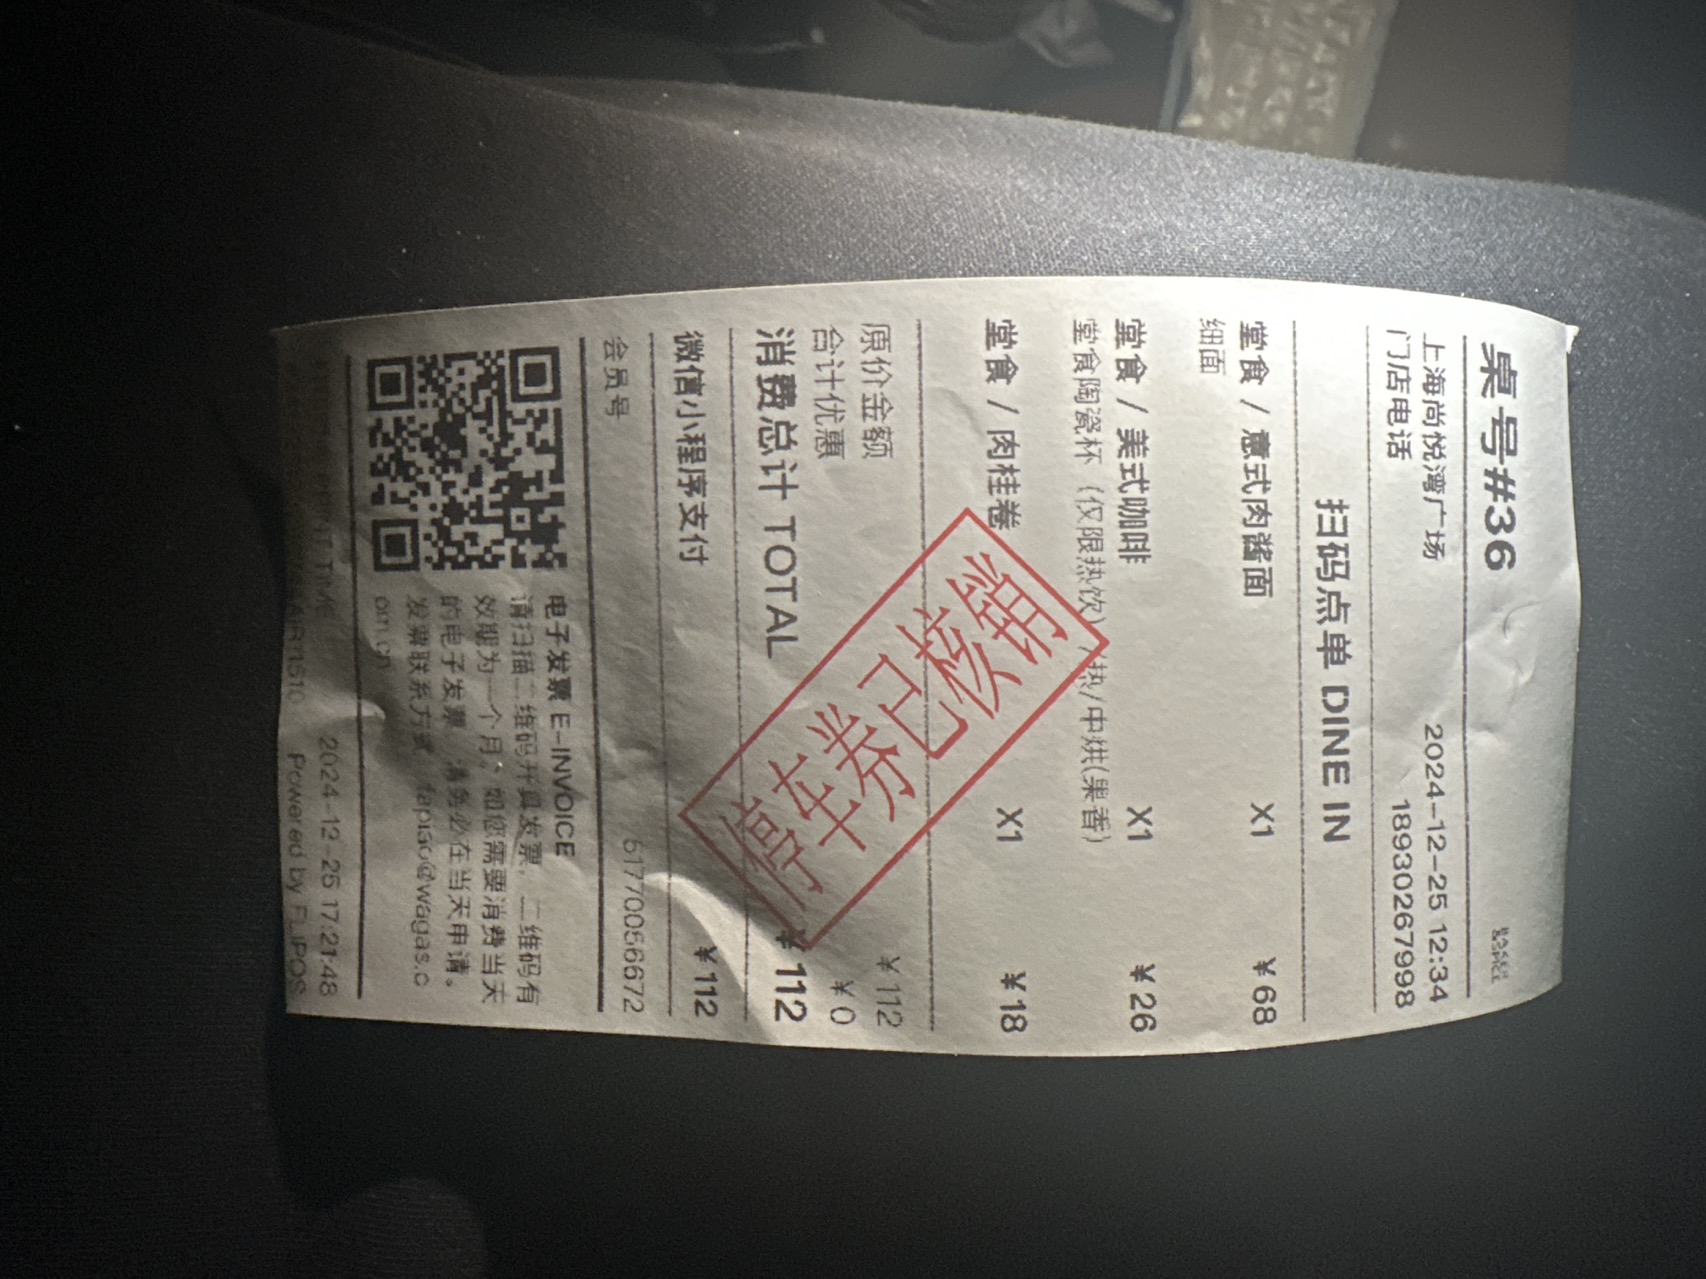 桌号#36
上海尚悦湾广场 2024-12-25 12:34
门店电话 18930267998
扫码点单 DINE IN
堂食 / 意式肉酱面 X1 ¥68
细面
堂食 / 美式咖啡 X1 ¥26
堂食陶瓷杯（仅限热饮）/热/中烘(果香)
堂食 / 肉桂卷 X1 ¥18
原价金额 ¥112
合计优惠 ¥0
消费总计 TOTAL ¥112
微信小程序支付 ¥112
会员号 51770056672
停车券已核销
电子发票 E-INVOICE
请扫描二维码开具发票，二维码有
效期为一个月。如您需要消费当天
的电子发票，请务必在当天申请。
发票联系方式 fapiao@wagas.c
om.cn
PRINT TIME 2024-12-25 17:21:48
Powered by FLIPOS